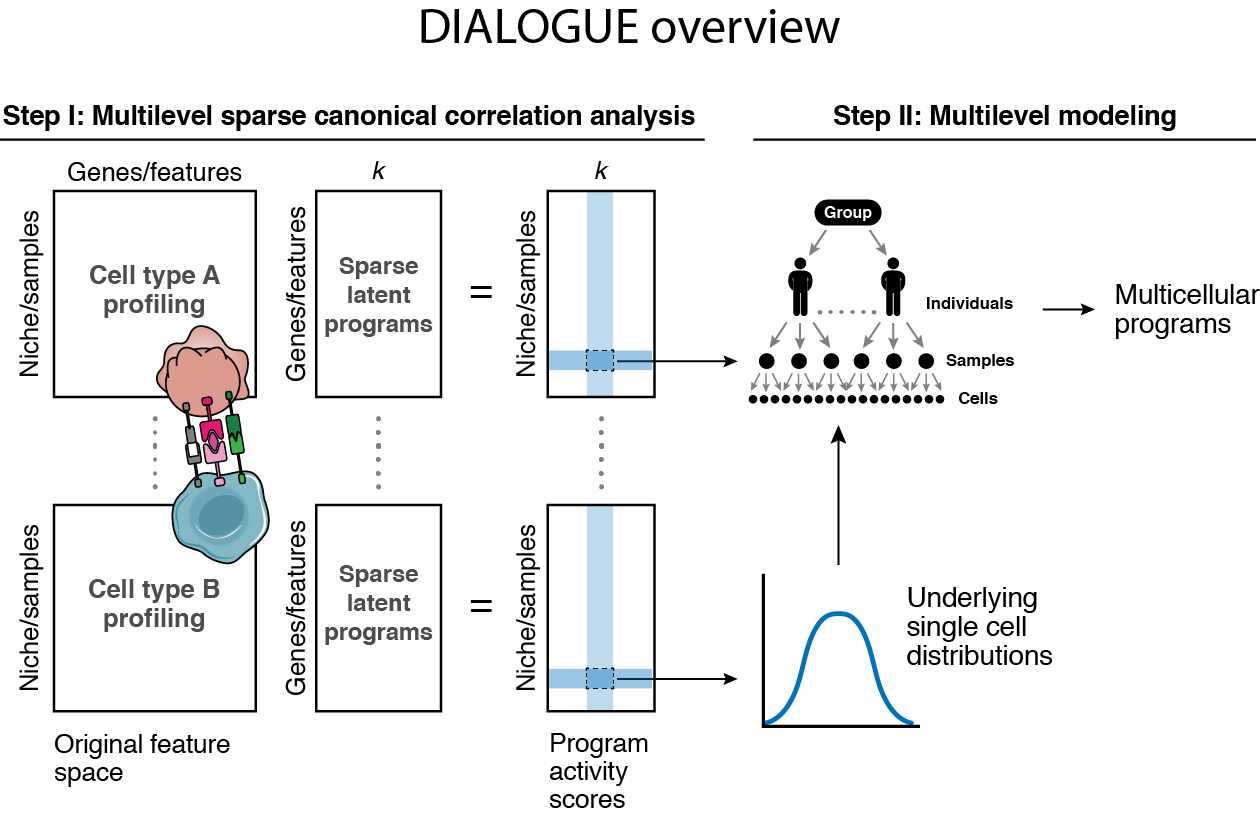 DIALOGUE overview
Step I: Multilevel sparse canonical correlation analysis
Genes/features
k
k
Niche/samples
Cell type A
profiling
Genes/features
Sparse
latent
programs
=
Niche/samples
Niche/samples
Cell type B
profiling
Genes/features
Sparse
latent
programs
=
Niche/samples
Original feature
space
Program
activity
scores
Step II: Multilevel modeling
Group
Individuals
Samples
Cells
Multicellular
programs
Underlying
single cell
distributions